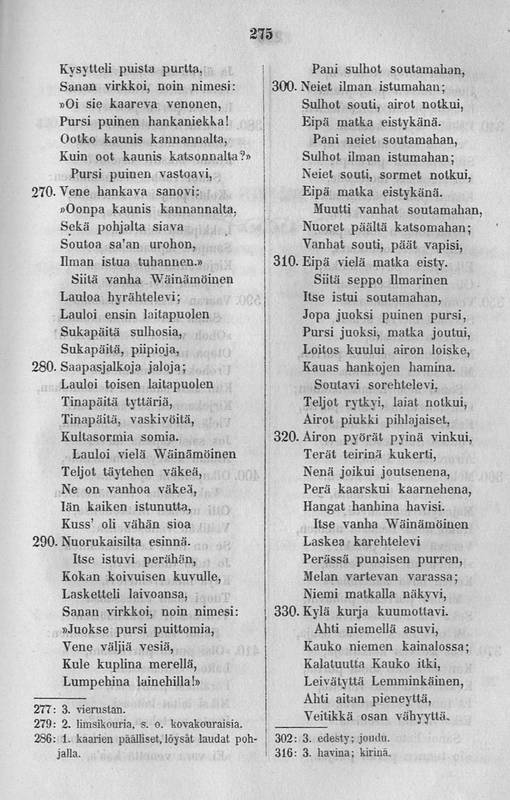 275
Kysytteli puista purtta,
Sanan virkkoi, noin nimesi:
»Oi sie kaareva venonen,
Pursi puinen hankaniekka!
Ootko kaunis kannannalta,
Kuin oot kaunis katsonnalta?»
Pursi puinen vastoavi,
270. Vene hankava sanovi:
»Oonpa kaunis kannannalta,
Sekä pohjalta siava
Soutoa sa'an urohon,
Ilman istua tuhannen.»
Siitä vanha Wäinämöinen
Lauloa hyrähtelevi;
Lauloi ensin laitapuolen
Sukapäitä sulhosia,
Sukapäitä, piipioja,
280. Saapasjalkoja jaloja;
Lauloi toisen laitapuolen
Tinapäitä tyttäriä,
Tinapäitä, vaskivöitä,
Kultasormia somia.
Lauloi vielä Wäinämöinen
Teljot täytehen väkeä,
Ne on vanhoa väkeä,
Iän kaiken istunutta,
Kuss' oli vähän sioa
290. Nuorukaisilta esinnä.
Itse istuvi perähän,
Kokan koivuisen kuvulle,
Lasketteli laivoansa,
Sanan virkkoi, noin nimesi:
»Juokse pursi puittomia,
Vene väljiä vesiä,
Kule kuplina merellä,
Lumpehina lainehilla!»
277: 3. vierustan.
279: 2. limsikouria, s. o. kovakouraisia.
286: 1. kaarien päälliset, löysät laudat poh-
jalla.
Pani sulhot soutamahan,
300. Neiet ilman istumahan;
Sulhot souti, airot notkui,
Eipä matka eistykänä.
Pani neiet soutamahan,
Sulhot ilman istumahan;
Neiet souti, sormet notkui,
Eipä matka eistykänä.
Muutti vanhat soutamahan,
Nuoret päältä katsomahan;
Vanhat souti, päät vapisi,
310. Eipä vielä matka eisty.
Siitä seppo Ilmarinen
Itse istui soutamahan,
Jopa juoksi puinen pursi,
Pursi juoksi, matka joutui,
Loitos kuului airon loiske,
Kauas hankojen hamina.
Soutavi sorehtelevi,
Teljot rytkyi, laiat notkui,
Airot piukki pihlajaiset,
320. Airon pyörät pyinä vinkui,
Terät teirinä kukerti,
Nenä joikui joutsenena,
Perä kaarskui kaarnehena,
Hangat hanhina havisi.
Itse vanha Wäinämöinen
Laskea karehtelevi
Perässä punaisen purren,
Melan vartevan varassa;
Niemi matkalla näkyvi,
330. Kylä kurja kuumottavi.
Ahti niemellä asuvi,
Kauko niemen kainalossa;
Kalatuutta Kauko itki,
Leivätyttä Lemminkäinen,
Ahti aitan pieneyttä,
Veitikkä osan vähyyttä.
302: 3. edesty; joudu.
316: 3. havina; kirinä.